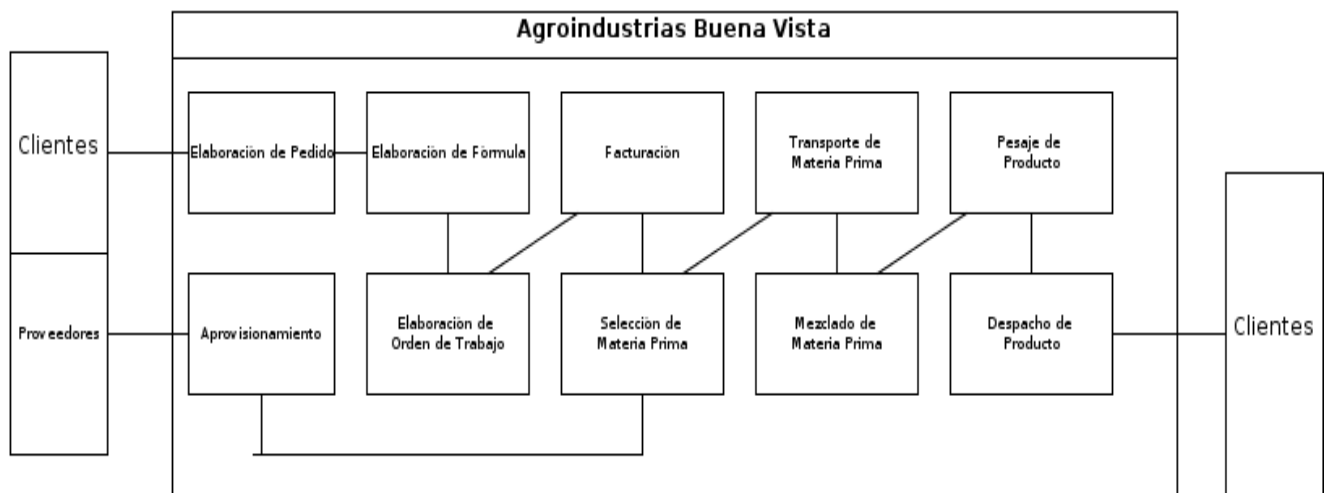 Agroindustrias Buena Vista
Clientes
Elaboración de Pedido
Elaboración de Fórmula
Facturación
Transporte de
Materia Prima
Pesaje de
Producto
Proveedores
Aprovisionamiento
Elaboración de
Orden de Trabajo
Selección de
Materia Prima
Mezclado de
Materia Prima
Despacho de
Producto
Clientes